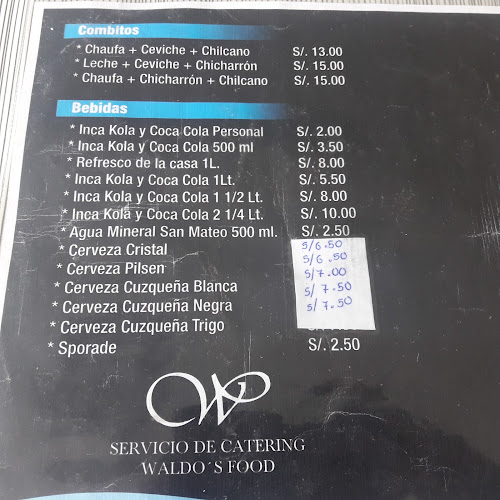 Combitos
* Chaufa + Ceviche + Chilcano S/. 13.00
* Leche + Ceviche + Chicharrón S/. 15.00
* Chaufa + Chicharrón + Chilcano S/. 15.00
Bebidas
* Inca Kola y Coca Cola Personal S/. 2.00
* Inca Kola y Coca Cola 500 ml S/. 3.50
* Refresco de la casa 1L. S/. 8.00
* Inca Kola y Coca Cola 1Lt. S/. 5.50
* Inca Kola y Coca Cola 1 1/2 Lt. S/. 8.00
* Inca Kola y Coca Cola 2 1/4 Lt. S/. 10.00
* Agua Mineral San Mateo 500 ml. S/. 2.50
* Cerveza Cristal S/6.50
* Cerveza Pilsen S/6.50
* Cerveza Cuzqueña Blanca S/7.00
* Cerveza Cuzqueña Negra S/7.50
* Cerveza Cuzqueña Trigo S/7.50
* Sporade S/. 2.50
W
SERVICIO DE CATERING
WALDO´S FOOD